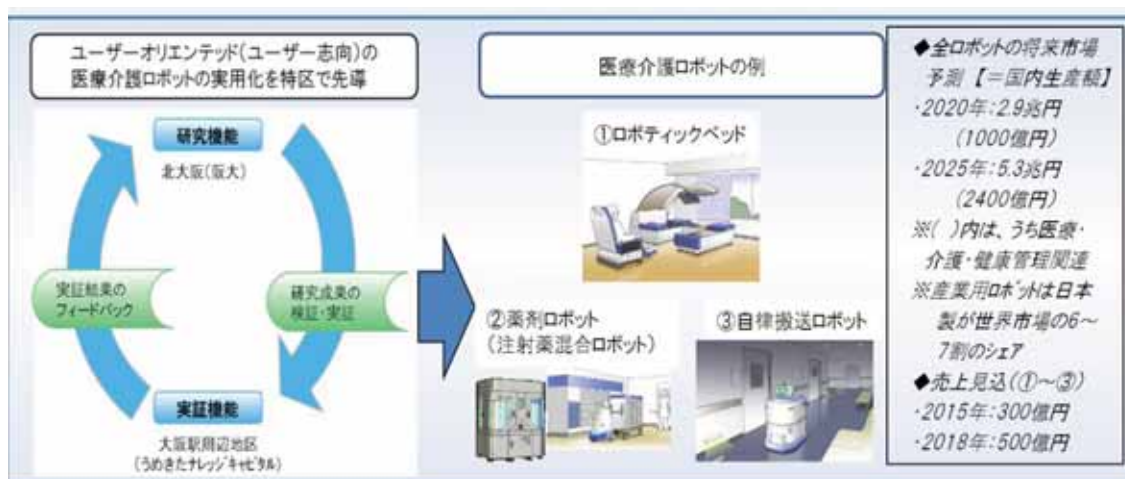 ユーザーオリエンテッド(ユーザー志向)の
医療介護ロボットの実用化を特区で先導
研究機能
北大阪(阪大)
実証結果の
フィードバック
研究成果の
検証・実証
実証機能
大阪駅周辺地区
(うめきたナレッジキャピタル)
医療介護ロボットの例
①ロボティックベッド
②薬剤ロボット
(注射薬混合ロボット)
③自律搬送ロボット
◆全ロボットの将来市場
予測【=国内生産額】
・2020年:2.9兆円
(1000億円)
・2025年:5.3兆円
(2400億円)
※( )内は、うち医療・
介護・健康管理関連
※産業用ロボットは日本
製が世界市場の6~
7割のシェア
◆売上見込(①~③)
・2015年:300億円
・2018年:500億円